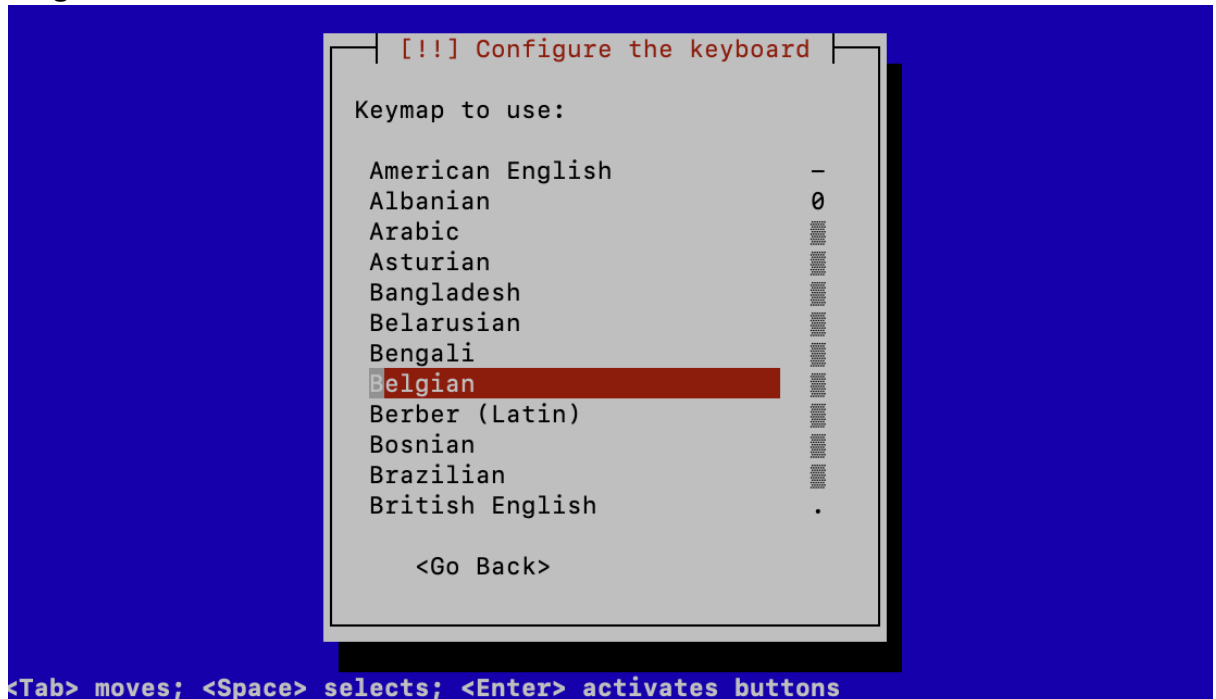 [!!] Configure the keyboard
Keymap to use:
American English -
Albanian 0
Arabic
Asturian
Bangladesh
Belarusian
Bengali
Belgian
Berber (Latin)
Bosnian
Brazilian
British English .
<Go Back>
<Tab> moves; <Space> selects; <Enter> activates buttons